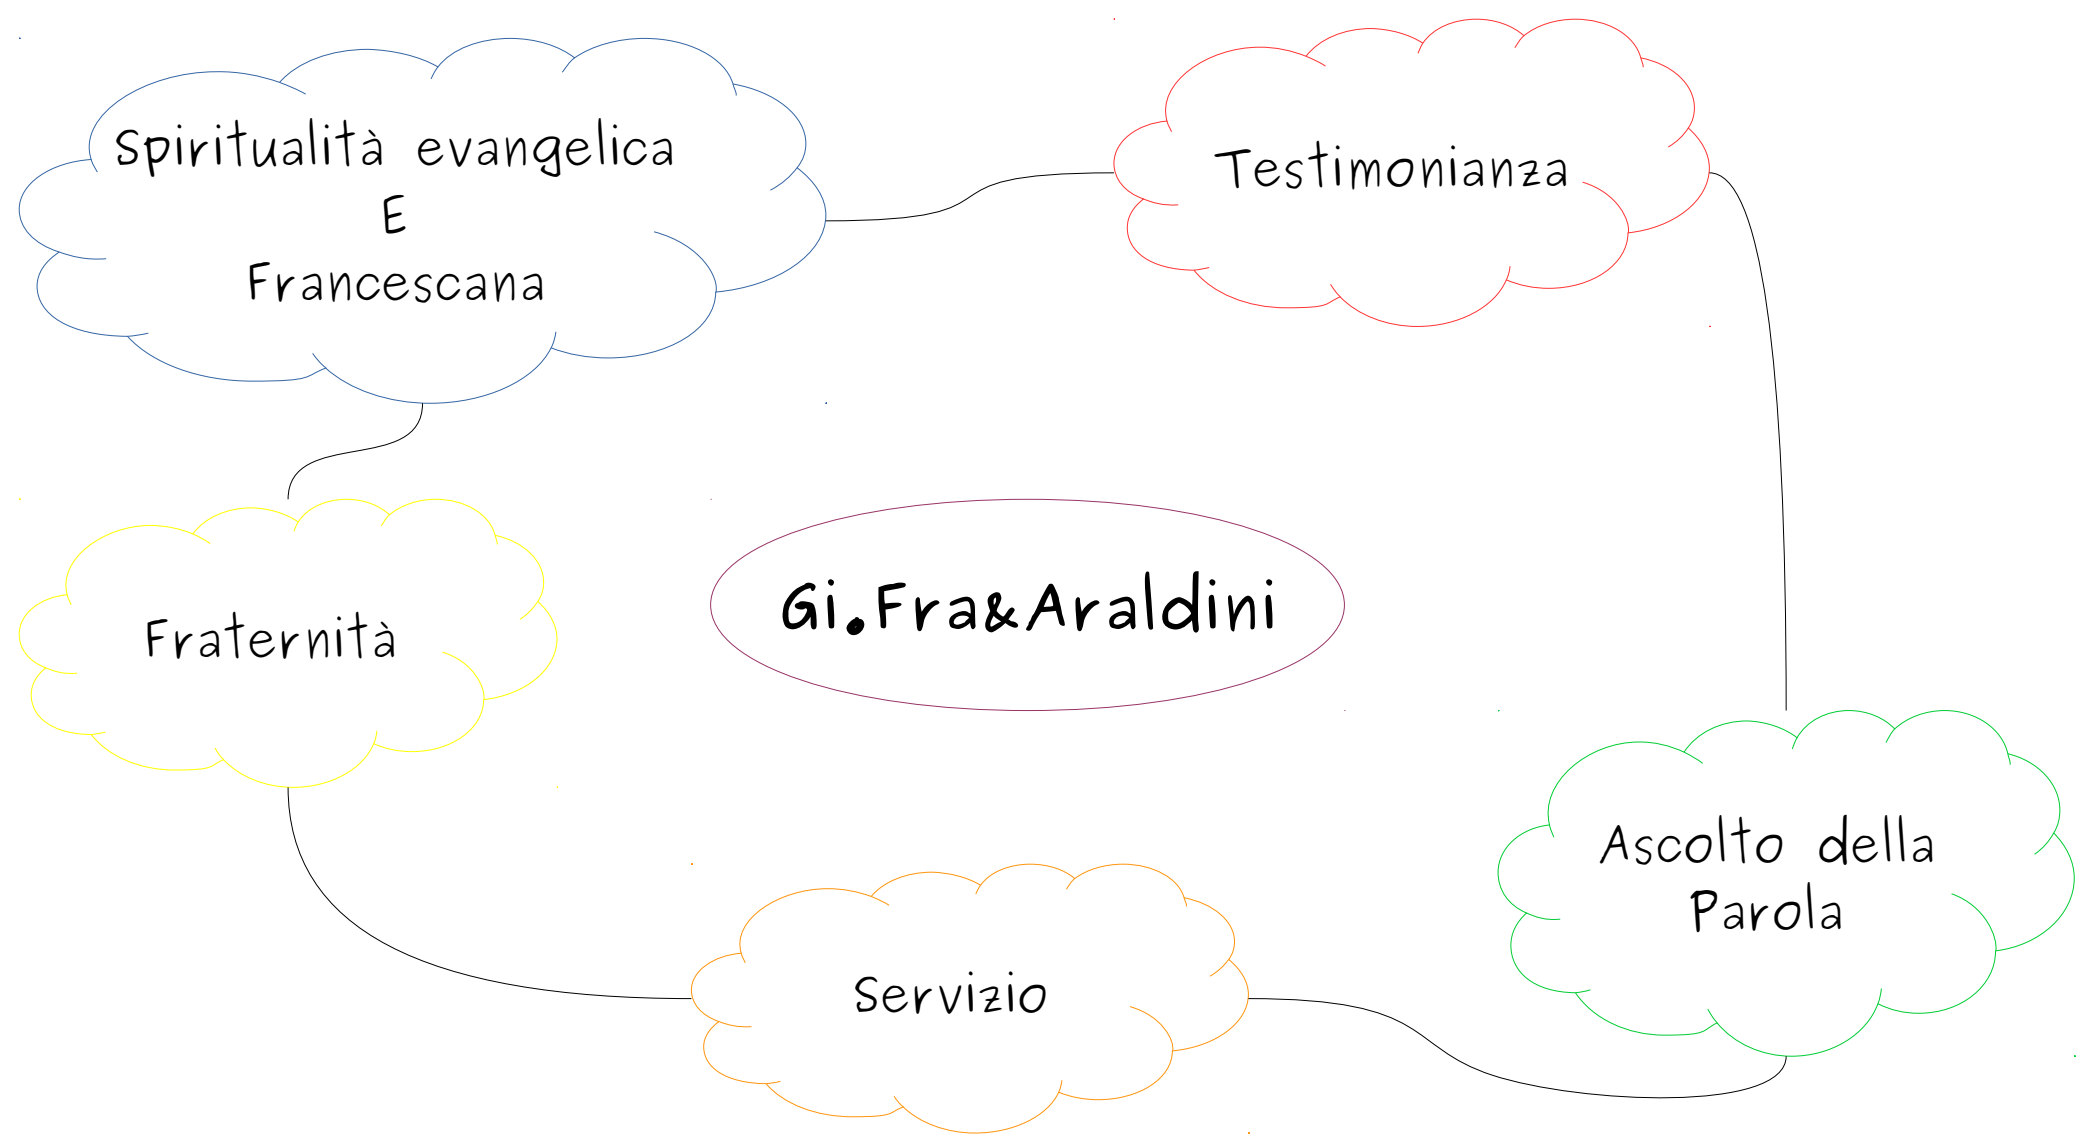 Spiritualità evangelica
E
Francescana
Testimonianza
Fraternità
Gi.Fra&Araldini
Ascolto della
Parola
Servizio